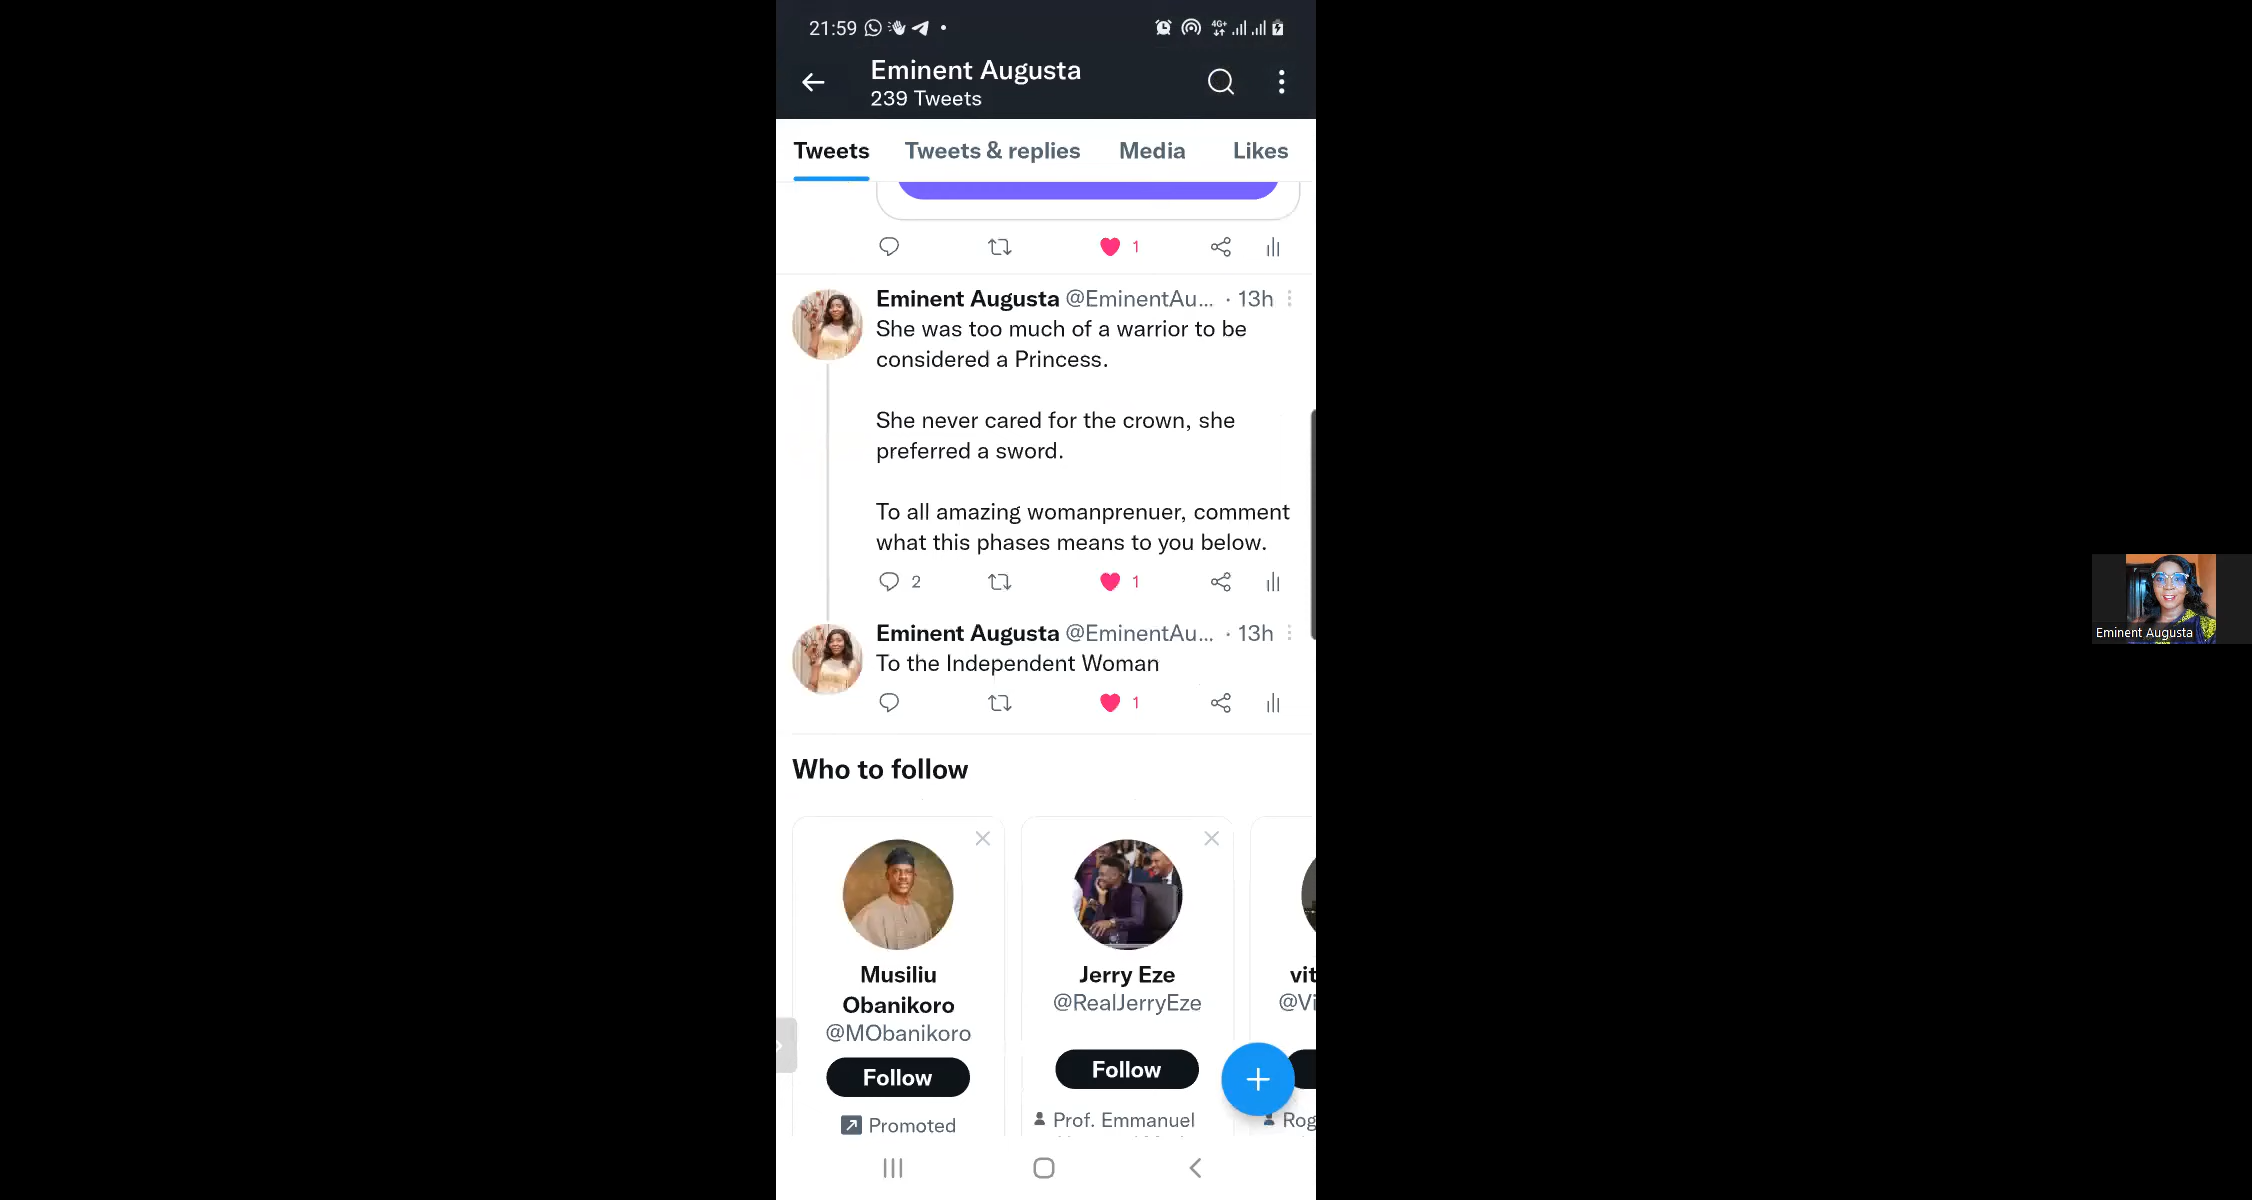 21:59
4G+
Eminent Augusta
239 Tweets
Tweets Tweets & replies Media Likes
1
Eminent Augusta @EminentAu... · 13h
She was too much of a warrior to be
considered a Princess.
She never cared for the crown, she
preferred a sword.
To all amazing womanprenuer, comment
what this phases means to you below.
2 1
Eminent Augusta @EminentAu... · 13h
To the Independent Woman
1
Who to follow
Musiliu
Obanikoro
@MObanikoro
Follow
Promoted
Jerry Eze
@RealJerryEze
Follow
Prof. Emmanuel
vit
@Vi
Rog
Eminent Augusta